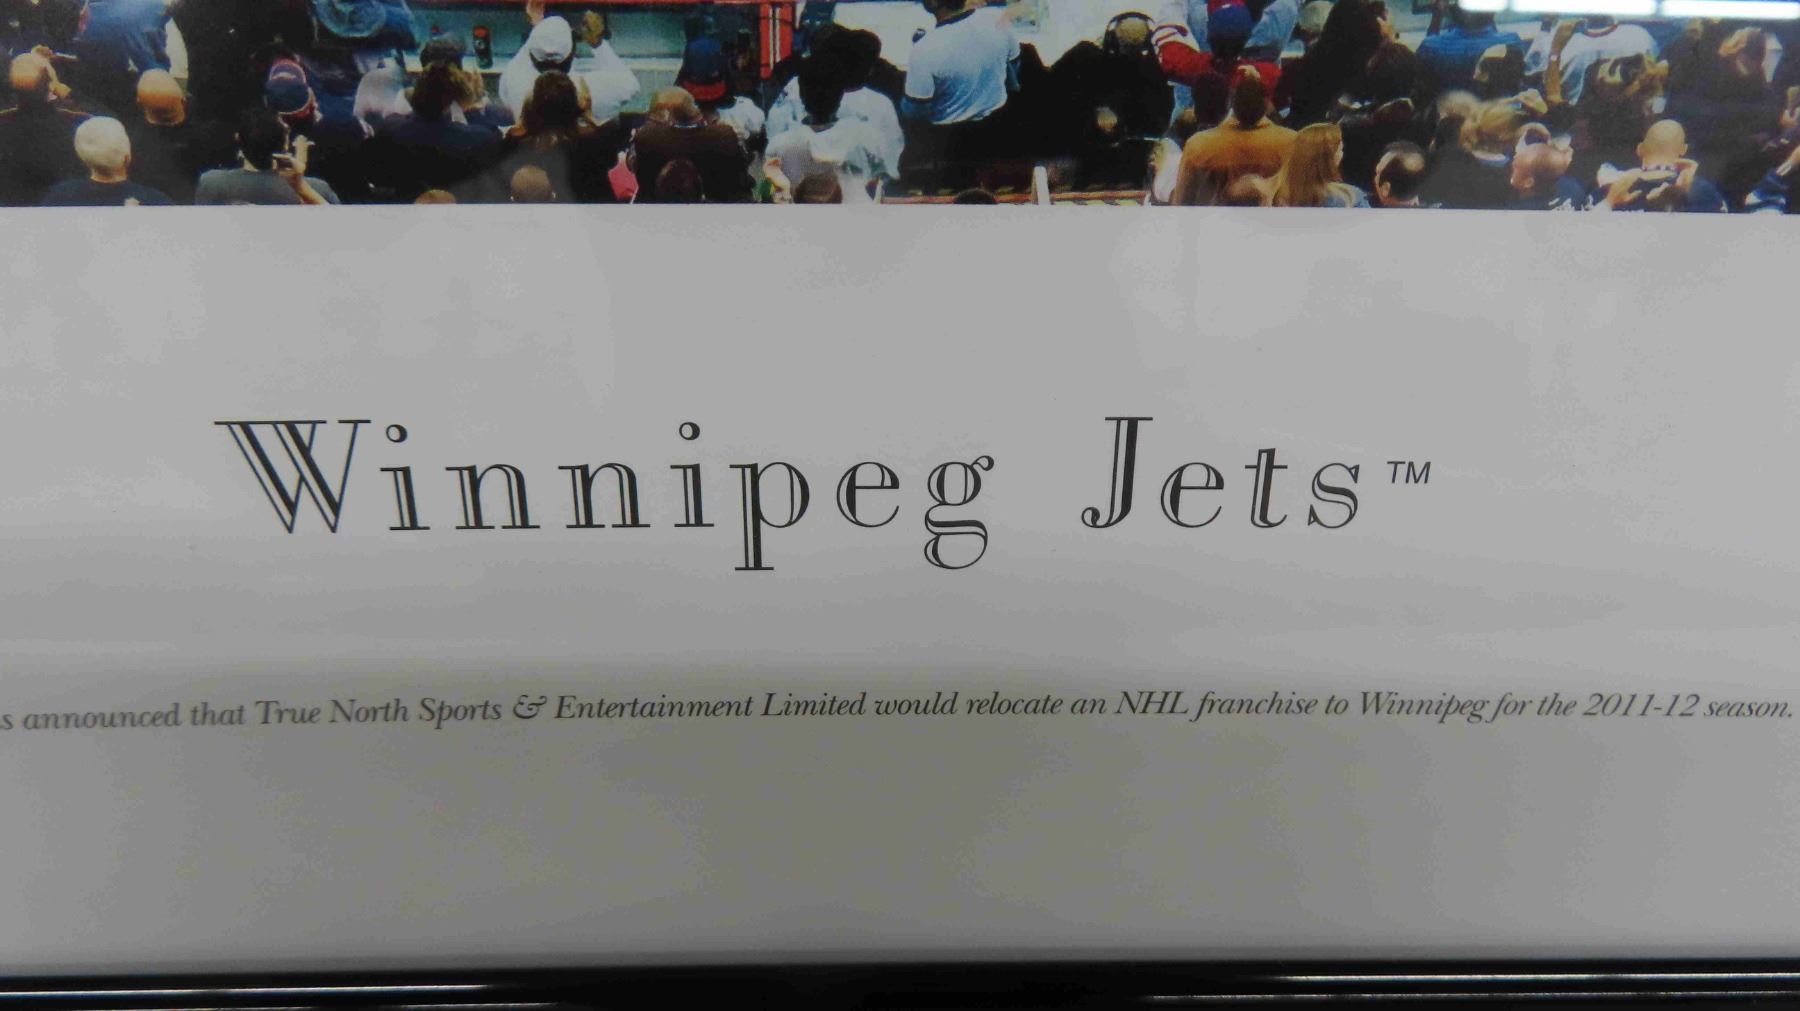 Winnipeg Jets™
s announced that True North Sports & Entertainment Limited would relocate an NHL franchise to Winnipeg for the 2011-12 season.